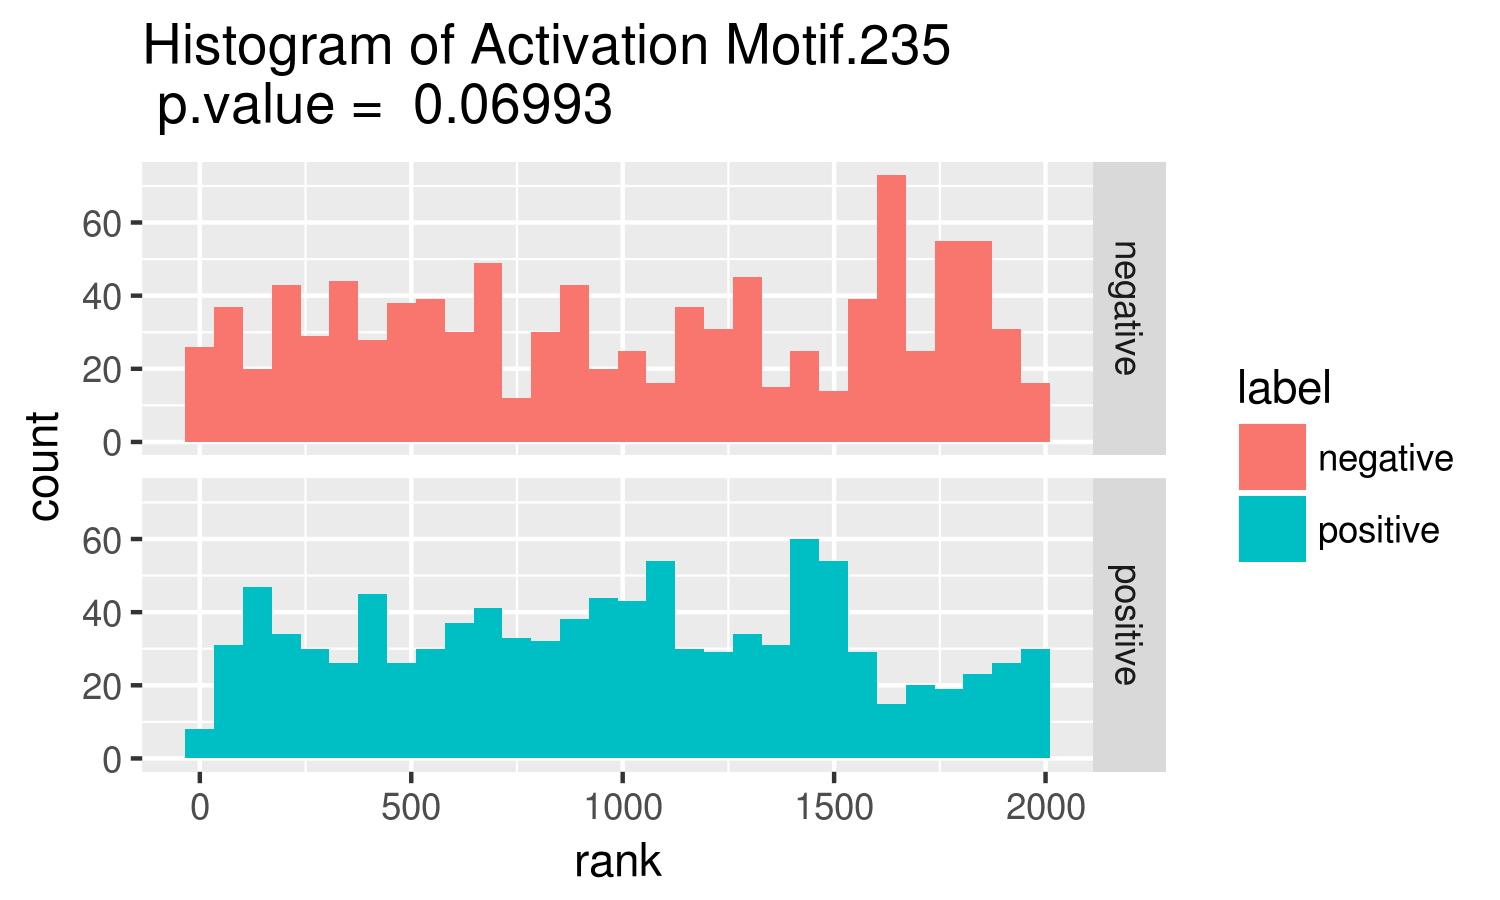 Histogram of Activation Motif.235
p.value = 0.06993
60
40
20
0
negative
60
40
20
0
positive
count
0 500 1000 1500 2000
rank
label
negative
positive